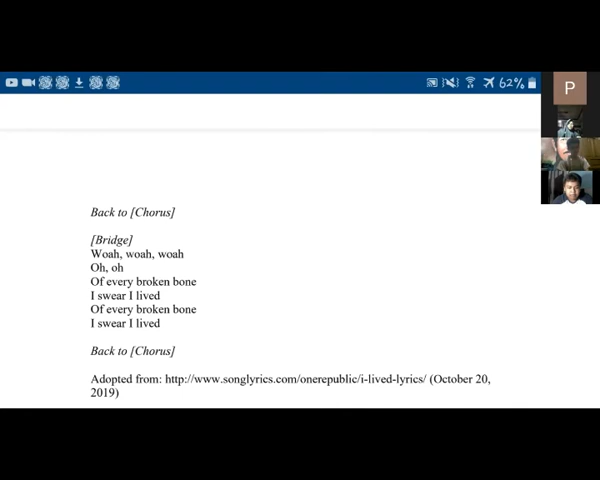 62%
P
Back to [Chorus]
[Bridge]
Woah, woah, woah
Oh, oh
Of every broken bone
I swear I lived
Of every broken bone
I swear I lived
Back to [Chorus]
Adopted from: http://www.songlyrics.com/onerepublic/i-lived-lyrics/ (October 20,
2019)